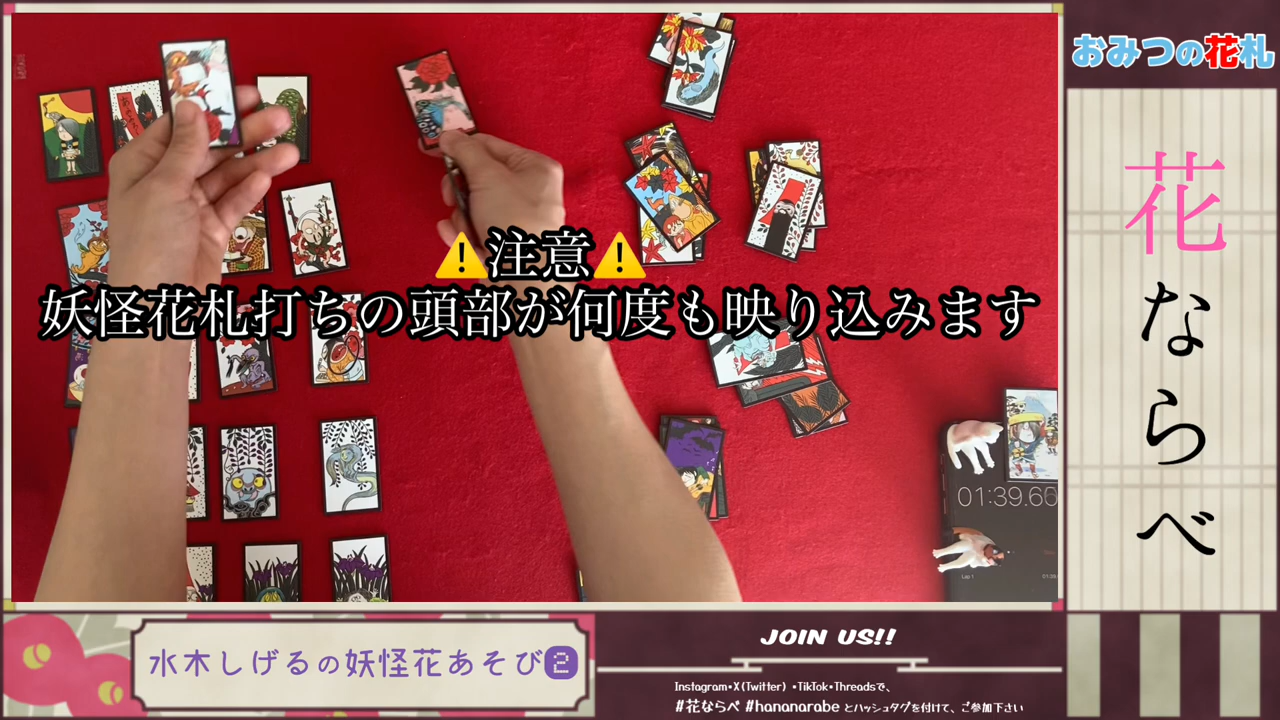 おみつの花札
花ならべ
⚠注意⚠
妖怪花札打ちの頭部が何度も映り込みます
01:39.66
Lap 1
水木しげるの妖怪花あそび2
JOIN US!!
Instagram・X(Twitter)・TikTok・Threadsで、
#花ならべ #hananarabe とハッシュタグを付けて、ご参加下さい